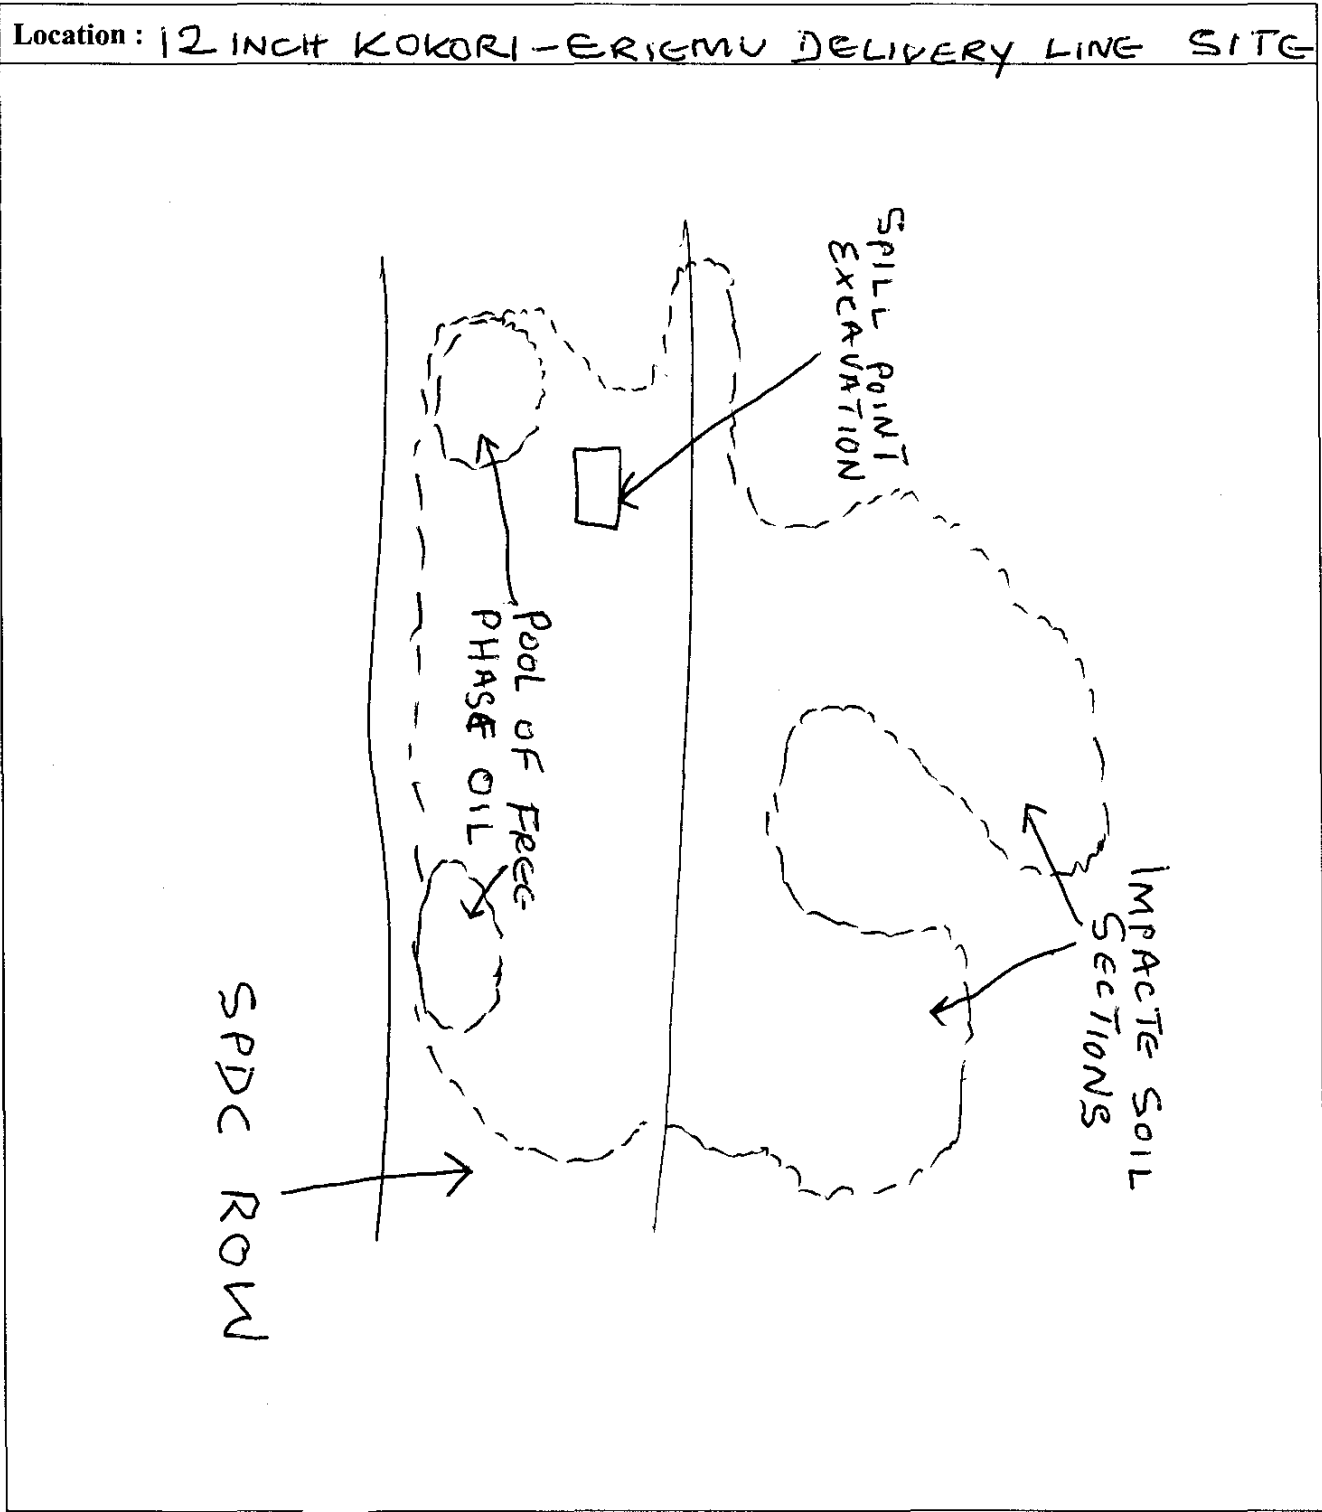 Location : 12 INCH KOKORI-ERIEMU DELIVERY LINE SITE
SPILL POINT
EXCAVATION
POOL OF FREE
PHASE OIL
IMPACTE SOIL
SECTIONS
SPDC ROW